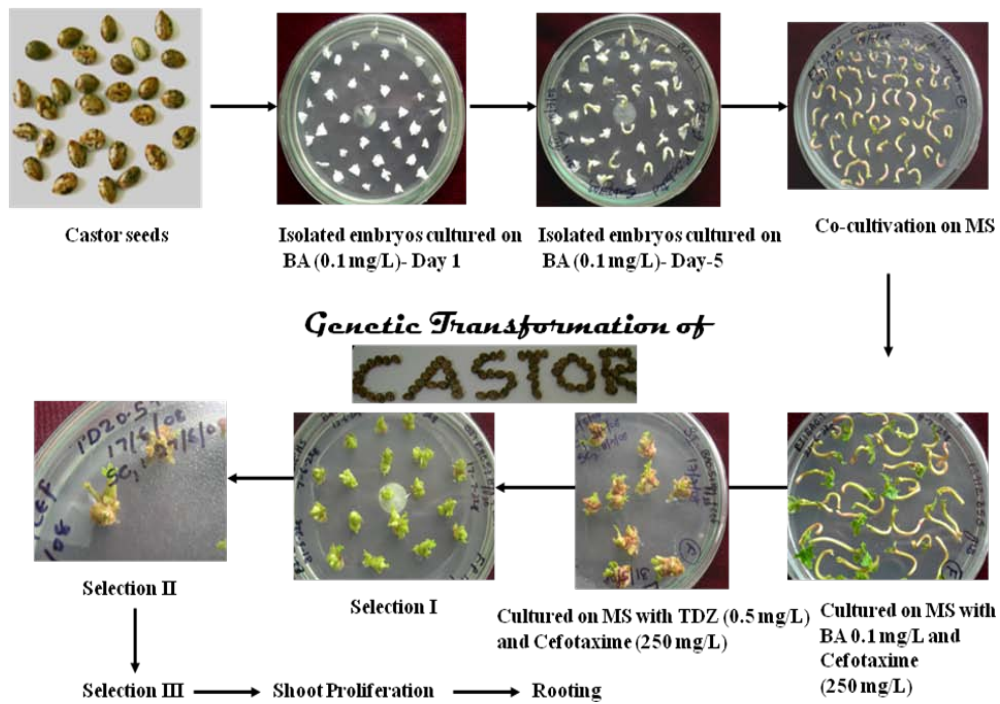 Castor seeds
Isolated embryos cultured on
BA (0.1 mg/L)- Day 1
Isolated embryos cultured on
BA (0.1 mg/L)- Day-5
Co-cultivation on MS
Genetic Transformation of
CASTOR
17/6/08
Selection II
Selection I
Cultured on MS with TDZ (0.5 mg/L)
and Cefotaxime (250 mg/L)
Cultured on MS with
BA 0.1 mg/L and
Cefotaxime
(250 mg/L)
Selection III
Shoot Proliferation
Rooting